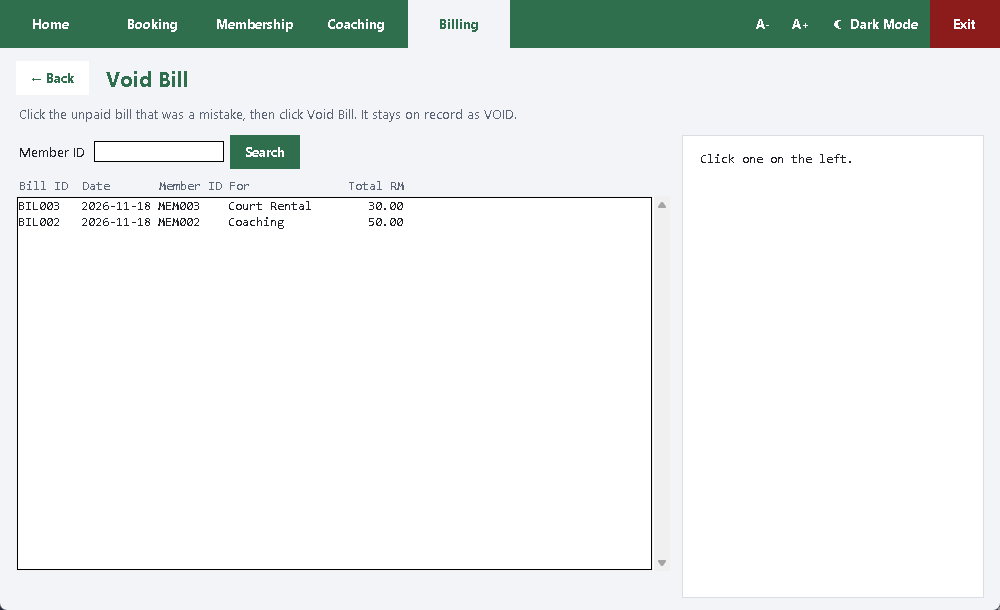 Home Booking Membership Coaching Billing A- A+ ☾ Dark Mode Exit
← Back Void Bill
Click the unpaid bill that was a mistake, then click Void Bill. It stays on record as VOID.
Member ID Search
Click one on the left.
Bill ID Date Member ID For Total RM
BIL003 2026-11-18 MEM003 Court Rental 30.00
BIL002 2026-11-18 MEM002 Coaching 50.00